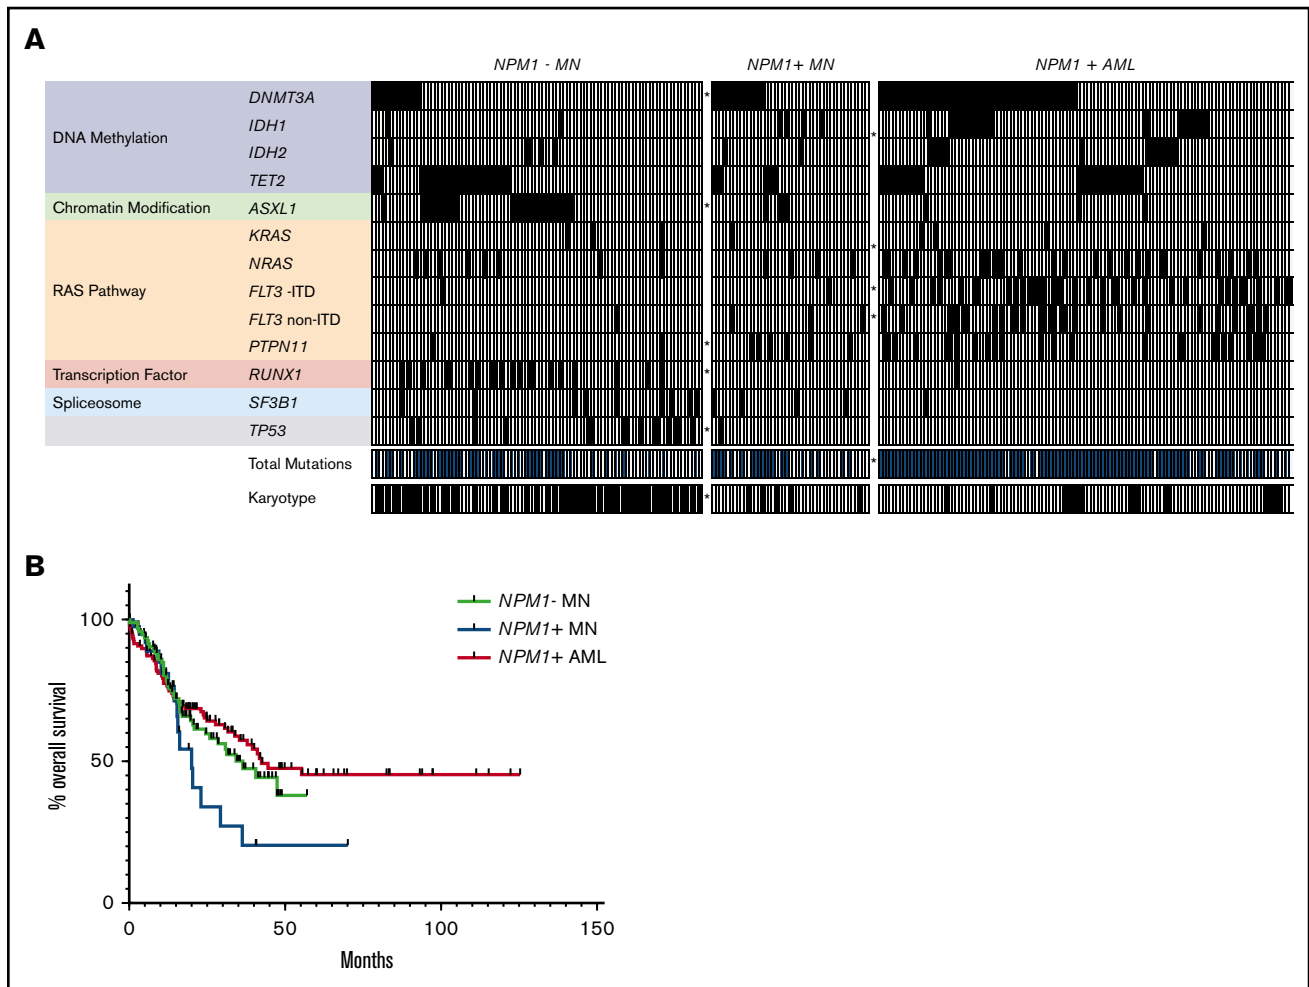 A
NPM1 - MN NPM1+ MN NPM1 + AML
DNA Methylation
DNMT3A *
IDH1 *
IDH2
TET2
Chromatin Modification ASXL1 *
RAS Pathway
KRAS *
NRAS
FLT3 -ITD *
FLT3 non-ITD *
PTPN11 *
Transcription Factor RUNX1 *
Spliceosome SF3B1
TP53 *
Total Mutations *
Karyotype *
B
NPM1- MN
NPM1+ MN
NPM1+ AML
% overall survival
100
50
0
0 50 100 150
Months